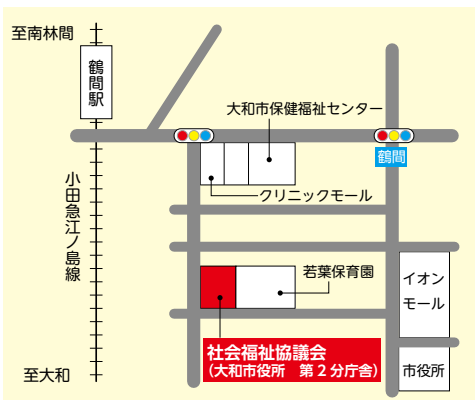 至南林間
鶴間駅
大和市保健福祉センター
鶴間
クリニックモール
小田急江ノ島線
若葉保育園
イオン
モール
社会福祉協議会
(大和市役所 第2分庁舎)
市役所
至大和